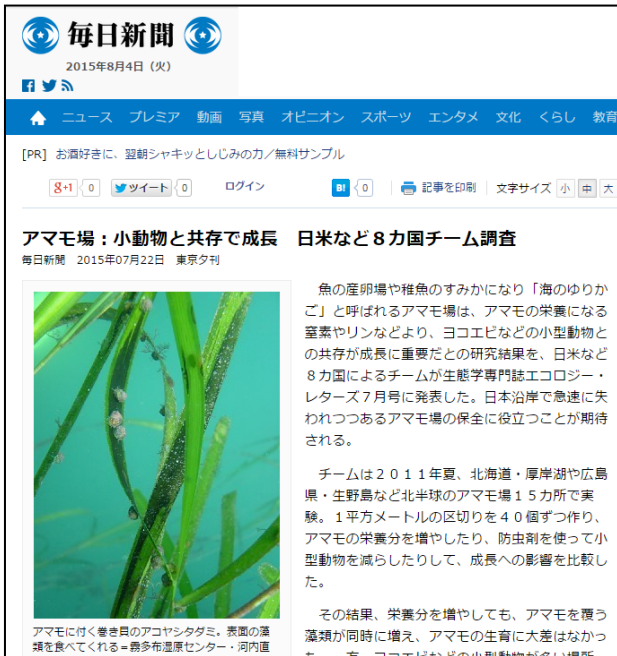 毎日新聞
2015年8月4日（火）
ニュース プレミア 動画 写真 オピニオン スポーツ エンタメ 文化 くらし 教育
[PR] お酒好きに、翌朝シャキッとしじみの力／無料サンプル
g+1 0 ツイート 0 ログイン B! 0 記事を印刷 文字サイズ 小 中 大
アマモ場：小動物と共存で成長　日米など８カ国チーム調査
毎日新聞　2015年07月22日　東京夕刊
魚の産卵場や稚魚のすみかになり「海のゆりか
ご」と呼ばれるアマモ場は、アマモの栄養になる
窒素やリンなどより、ヨコエビなどの小型動物と
の共存が成長に重要だとの研究結果を、日米など
８カ国によるチームが生態学専門誌エコロジー・
レターズ７月号に発表した。日本沿岸で急速に失
われつつあるアマモ場の保全に役立つことが期待
される。
チームは２０１１年夏、北海道・厚岸湖や広島
県・生野島など北半球のアマモ場１５カ所で実
験。１平方メートルの区切りを４０個ずつ作り、
アマモの栄養分を増やしたり、防虫剤を使って小
型動物を減らしたりして、成長への影響を比較し
た。
その結果、栄養分を増やしても、アマモを覆う
藻類が同時に増え、アマモの生育に大差はなかっ
た。一方、ヨコエビなどの小型動物が多い場所
アマモに付く巻き貝のアコヤシタダミ。表面の藻
類を食べてくれる＝霧多布湿原センター・河内直